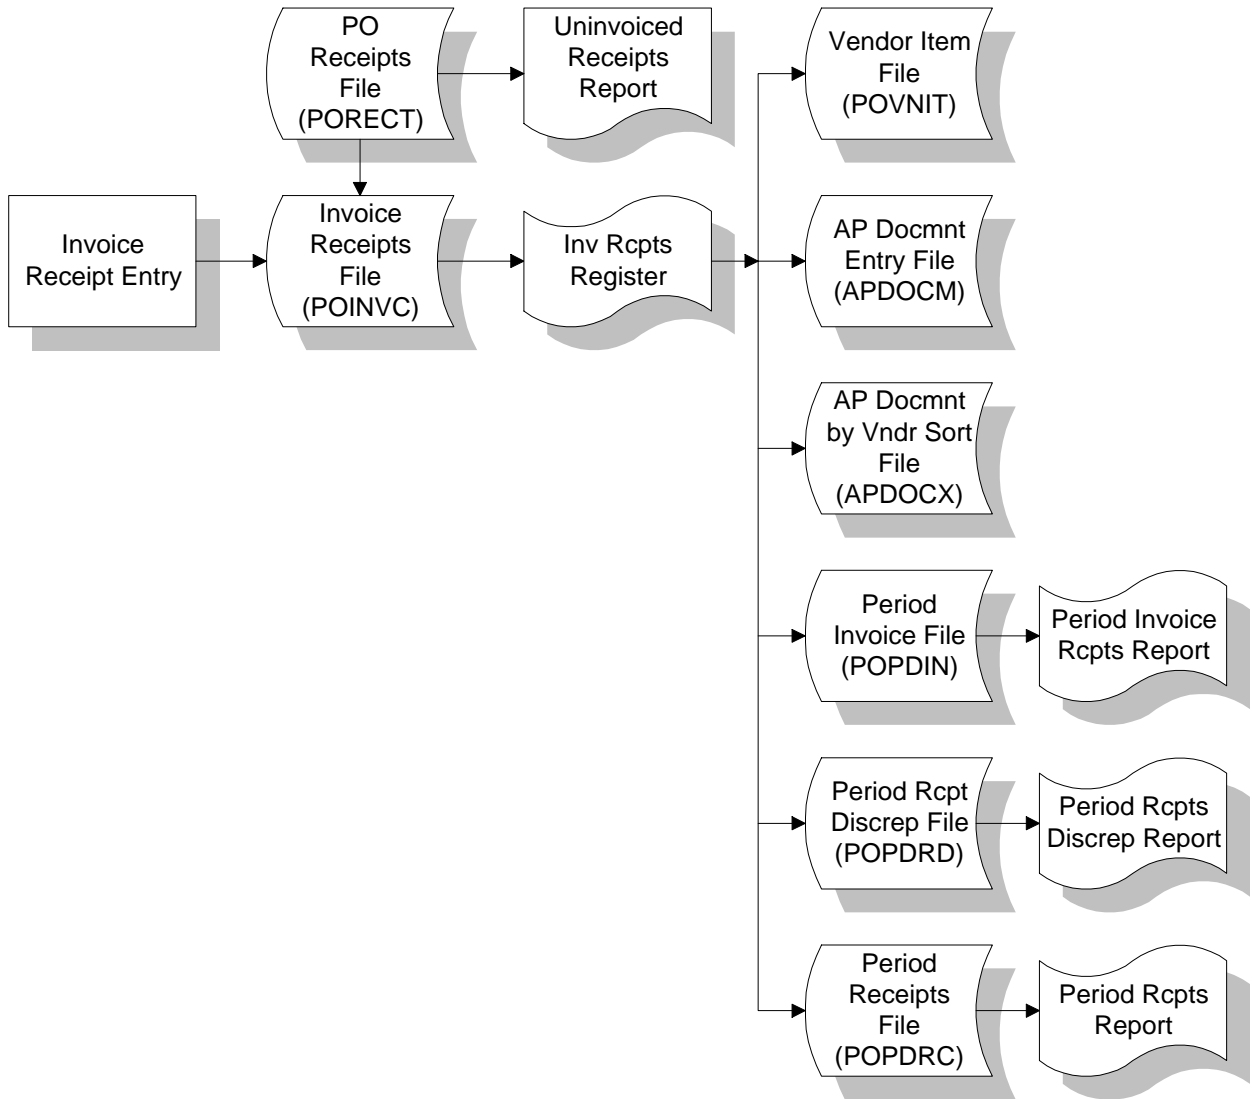 PO
Receipts
File
(PORECT)
Uninvoiced
Receipts
Report
Vendor Item
File
(POVNIT)
Invoice
Receipt Entry
Invoice
Receipts
File
(POINVC)
Inv Rcpts
Register
AP Docmnt
Entry File
(APDOCM)
AP Docmnt
by Vndr Sort
File
(APDOCX)
Period
Invoice File
(POPDIN)
Period Invoice
Rcpts Report
Period Rcpt
Discrep File
(POPDRD)
Period Rcpts
Discrep Report
Period
Receipts
File
(POPDRC)
Period Rcpts
Report